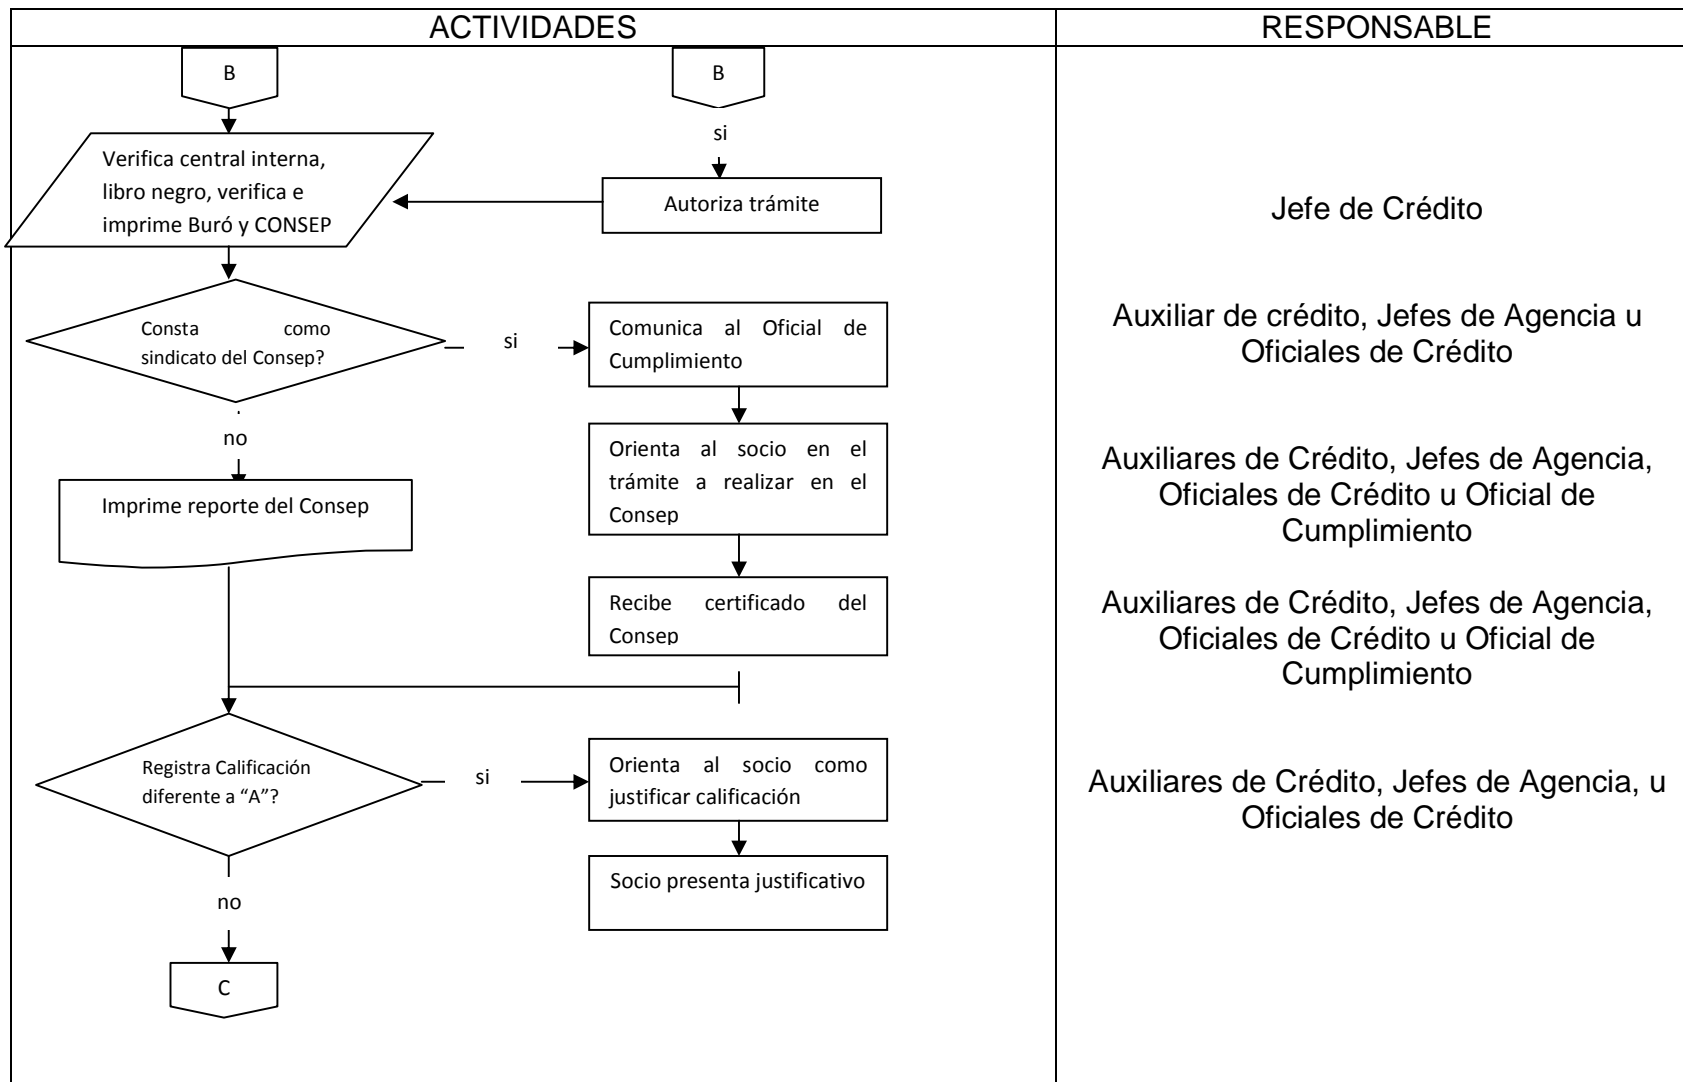 ACTIVIDADES
RESPONSABLE
B
B
si
Verifica central interna,
libro negro, verifica e
imprime Buró y CONSEP
Autoriza trámite
Jefe de Crédito
Consta como
sindicato del Consep?
si
Comunica al Oficial de
Cumplimiento
Auxiliar de crédito, Jefes de Agencia u
Oficiales de Crédito
no
Orienta al socio en el
trámite a realizar en el
Consep
Auxiliares de Crédito, Jefes de Agencia,
Oficiales de Crédito u Oficial de
Cumplimiento
Imprime reporte del Consep
Recibe certificado del
Consep
Auxiliares de Crédito, Jefes de Agencia,
Oficiales de Crédito u Oficial de
Cumplimiento
Registra Calificación
diferente a “A”?
si
Orienta al socio como
justificar calificación
Auxiliares de Crédito, Jefes de Agencia, u
Oficiales de Crédito
Socio presenta justificativo
no
C